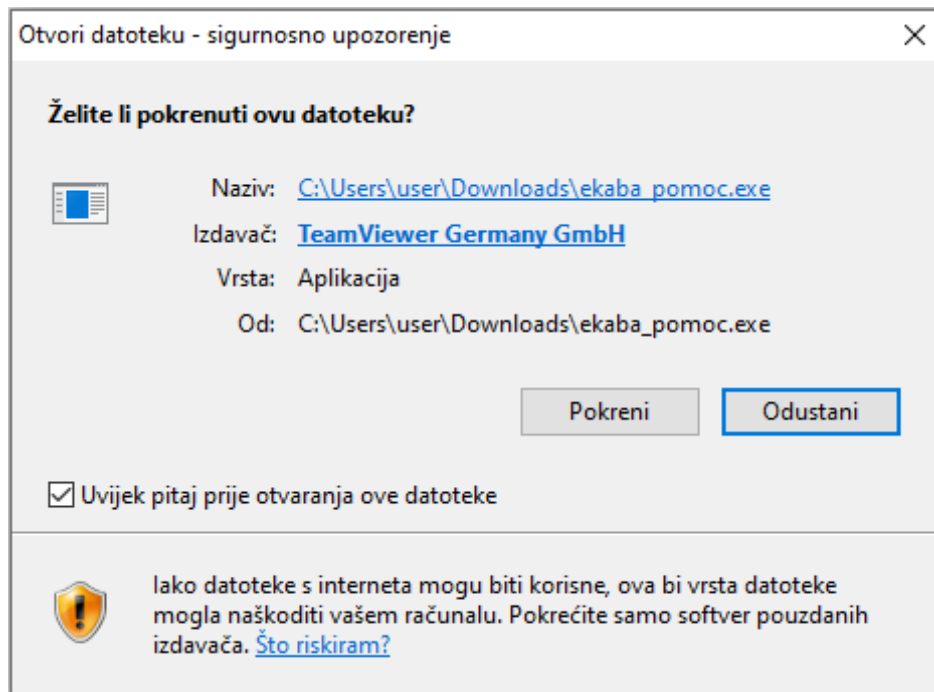 Otvori datoteku - sigurnosno upozorenje
Želite li pokrenuti ovu datoteku?
Naziv: C:\Users\user\Downloads\ekaba_pomoc.exe
Izdavač: TeamViewer Germany GmbH
Vrsta: Aplikacija
Od: C:\Users\user\Downloads\ekaba_pomoc.exe
Pokreni Odustani
Uvijek pitaj prije otvaranja ove datoteke
Iako datoteke s interneta mogu biti korisne, ova bi vrsta datoteke
mogla naškoditi vašem računalu. Pokrećite samo softver pouzdanih
izdavača. Što riskiram?